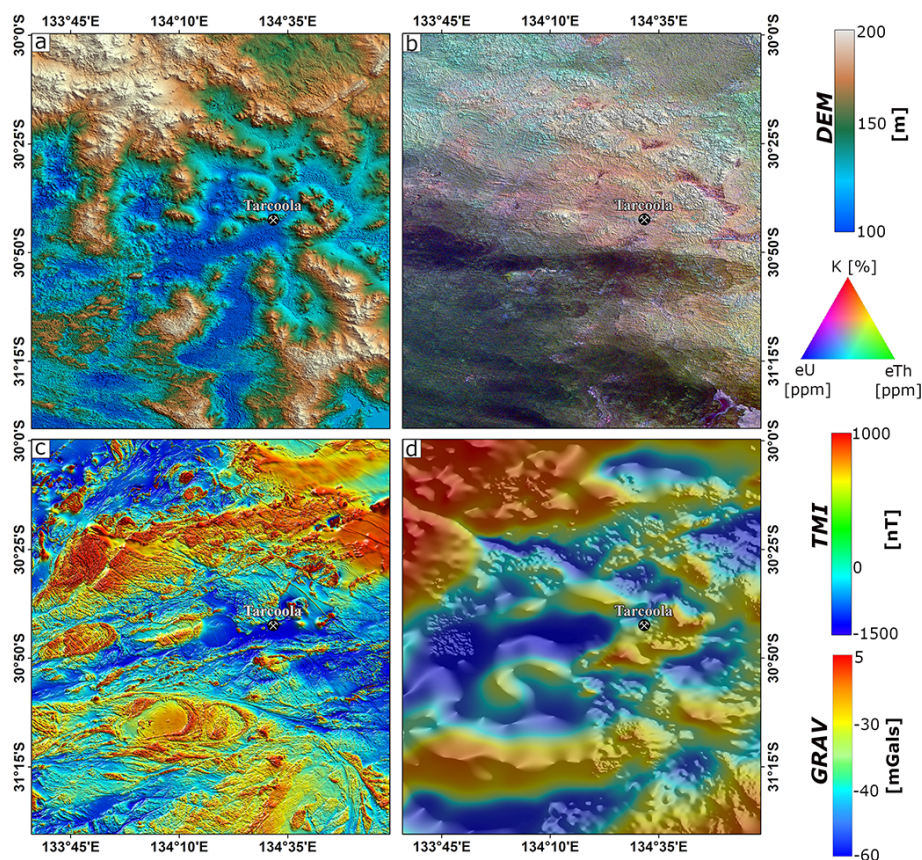 133°45'E 134°10'E 134°35'E
133°45'E 134°10'E 134°35'E
a
b
30°0'S
30°25'S
30°50'S
31°15'S
Tarcoola
Tarcoola
30°0'S
30°25'S
30°50'S
31°15'S
DEM
[m]
200
150
100
K [%]
eU
[ppm]
eTh
[ppm]
c
d
30°0'S
30°25'S
30°50'S
31°15'S
Tarcoola
Tarcoola
30°0'S
30°25'S
30°50'S
31°15'S
TMI
[nT]
1000
0
-1500
GRAV
[mGals]
5
-30
-40
-60
133°45'E 134°10'E 134°35'E
133°45'E 134°10'E 134°35'E